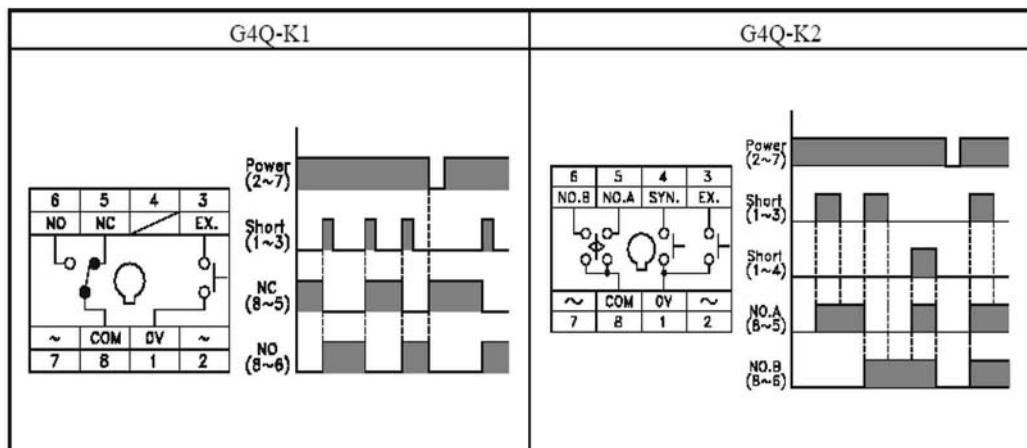 G4Q-K1
G4Q-K2
6 5 4 3
NO NC EX.
~ COM 0V ~
7 8 1 2
Power
(2~7)
Short
(1~3)
NC
(8~5)
NO
(8~6)
6 5 4 3
NO.B NO.A SYN. EX.
~ COM 0V ~
7 8 1 2
Power
(2~7)
Short
(1~3)
Short
(1~4)
NO.A
(8~5)
NO.B
(8~6)